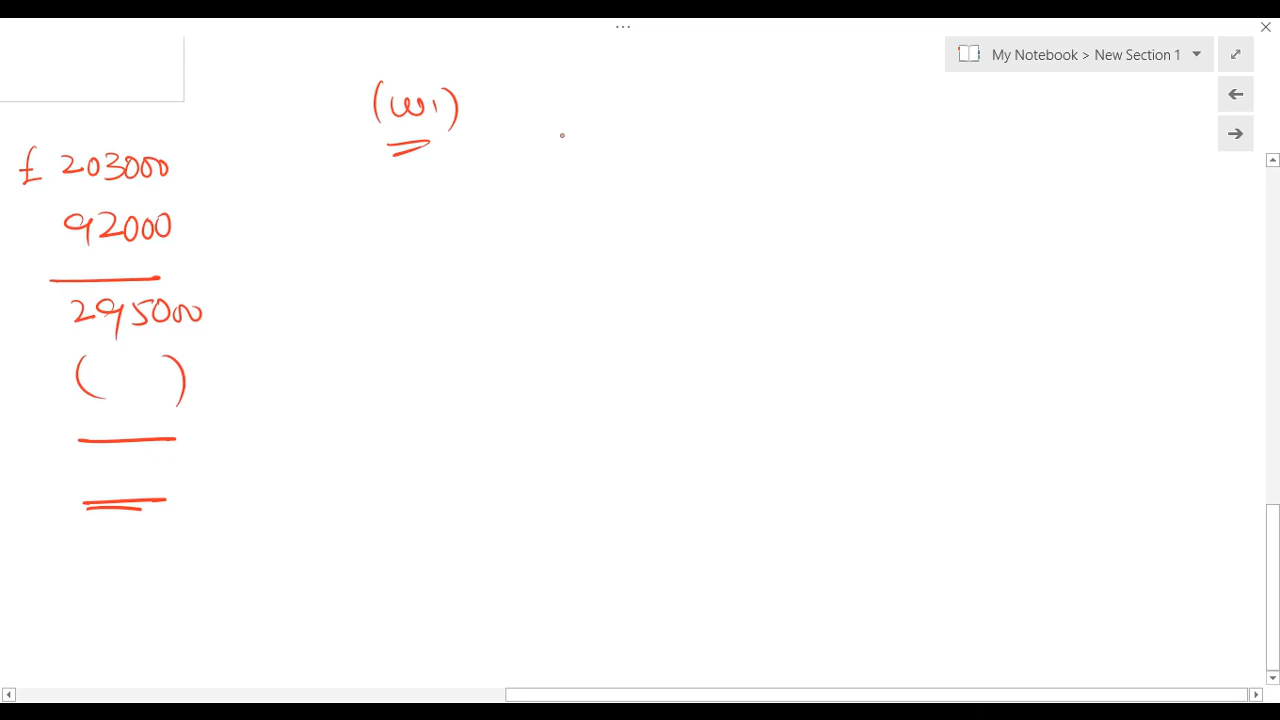 ...
My Notebook > New Section 1
(W1)
£ 203000
92000
295000
( )